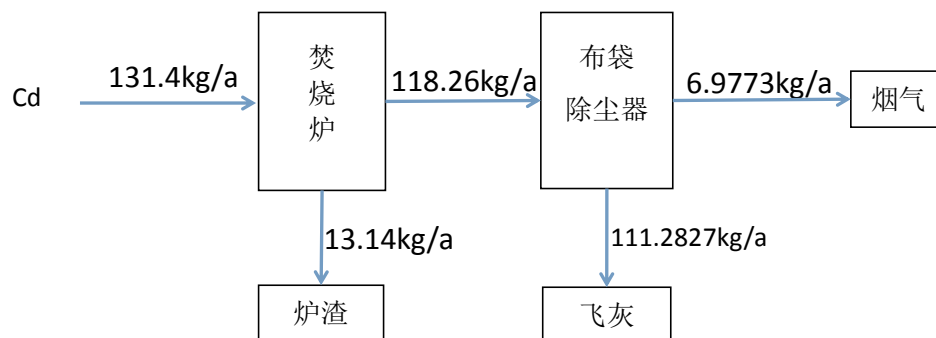 Cd
131.4kg/a
焚
烧
炉
118.26kg/a
布袋
除尘器
6.9773kg/a
烟气
13.14kg/a
111.2827kg/a
炉渣
飞灰